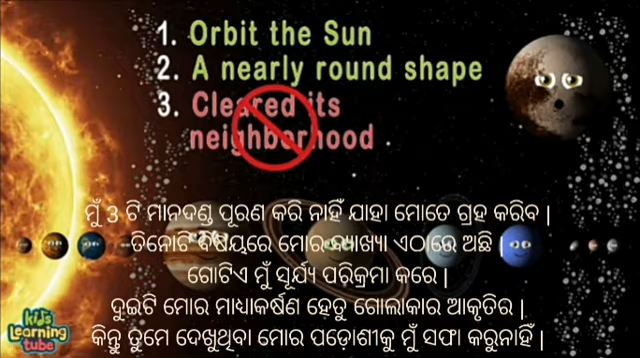 1. Orbit the Sun
2. A nearly round shape
3. Cleared its
neighborhood
ମୁଁ 3 ଟି ମାନଦଣ୍ଡ ପୂରଣ କରି ନାହିଁ ଯାହା ମୋତେ ଗ୍ରହ କରିବ |
ତିନୋଟି ବିଷୟରେ ମୋର ବ୍ୟାଖ୍ୟା ଏଠାରେ ଅଛି |
ଗୋଟିଏ ମୁଁ ସୂର୍ଯ୍ୟ ପରିକ୍ରମା କରେ |
ଦୁଇଟି ମୋର ମାଧ୍ୟାକର୍ଷଣ ହେତୁ ଗୋଲାକାର ଆକୃତିର |
କିନ୍ତୁ ତୁମେ ଦେଖୁଥିବା ମୋର ପଡ଼ୋଶୀକୁ ମୁଁ ସଫା କରୁନାହିଁ |
Kids
Learning
tube